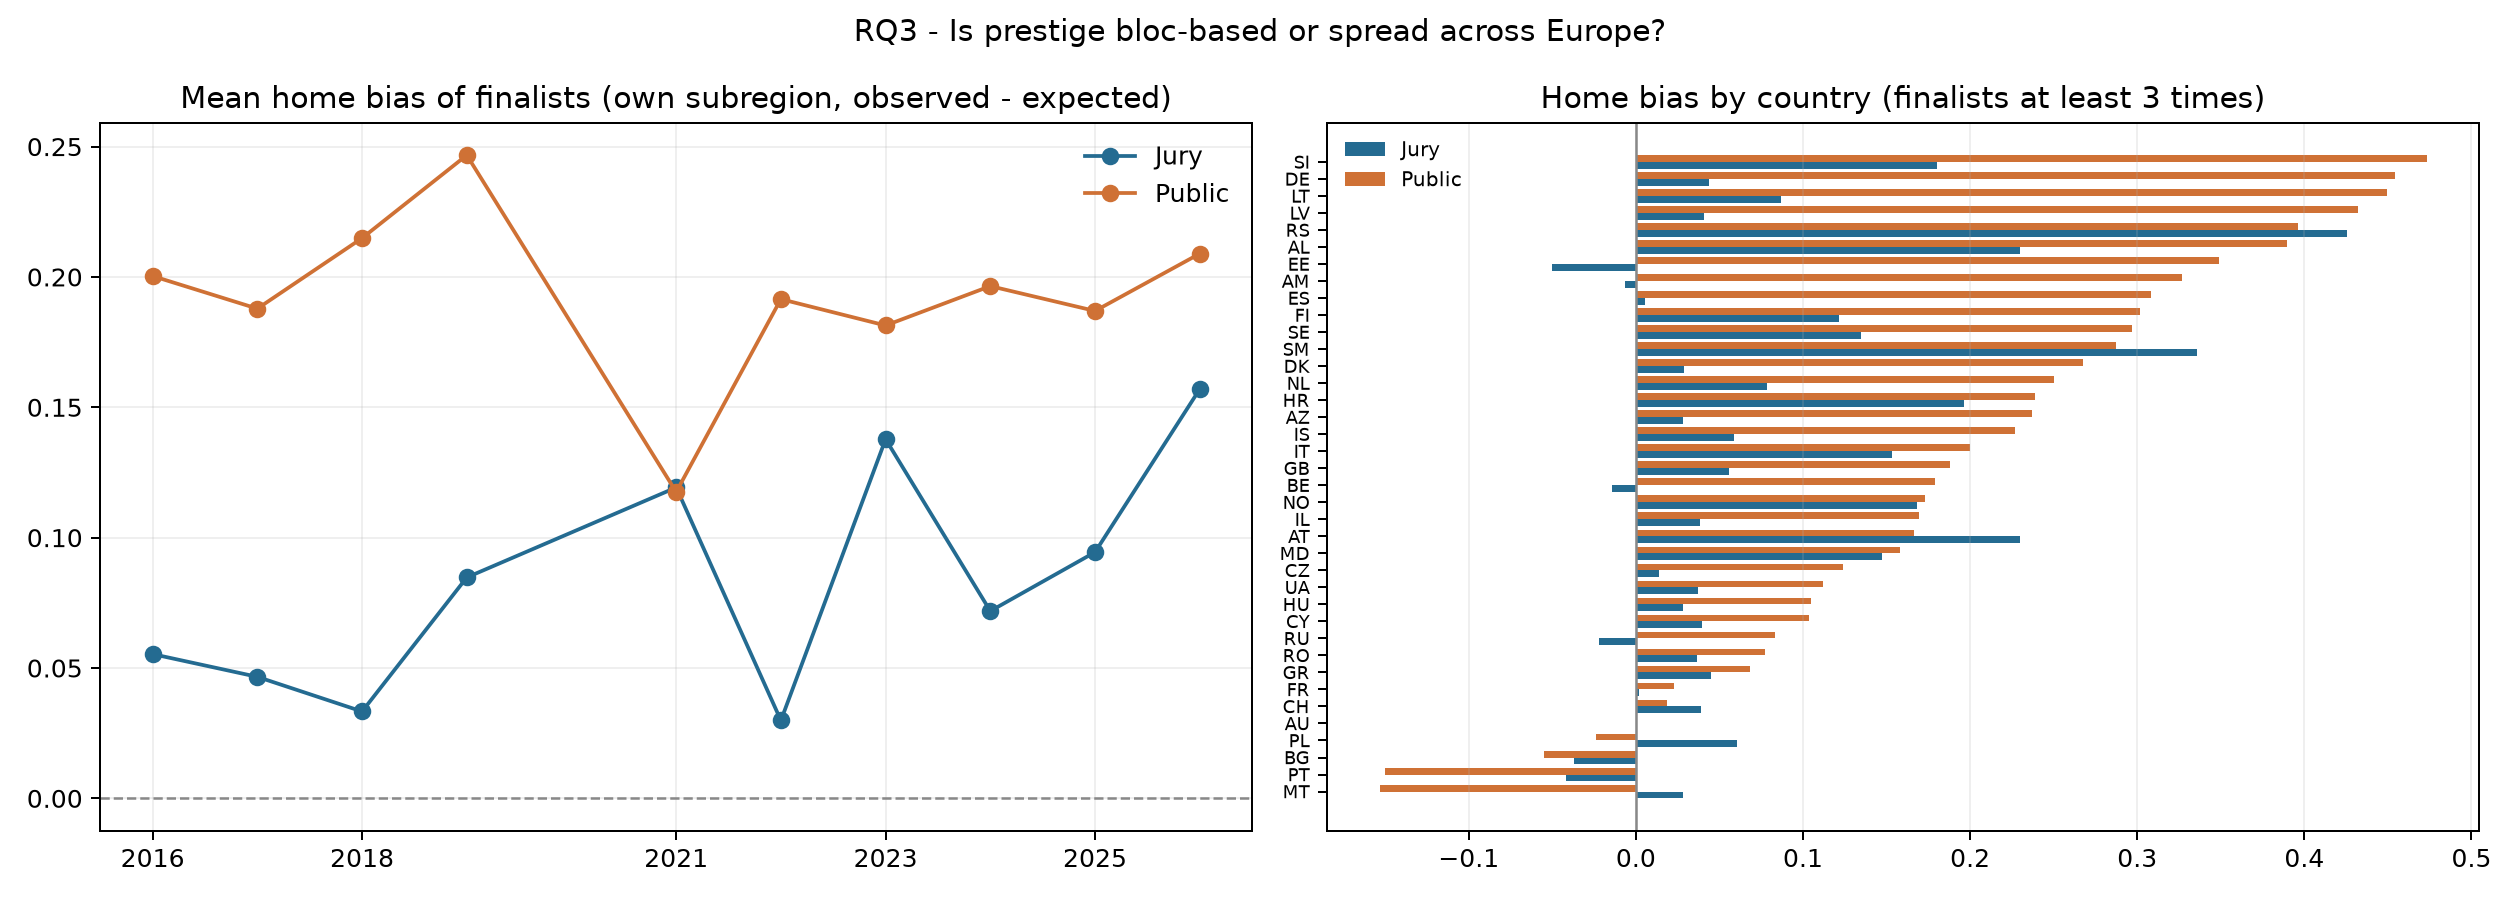 RQ3 - Is prestige bloc-based or spread across Europe?
Mean home bias of finalists (own subregion, observed - expected)
Jury
Public
0.25
0.20
0.15
0.10
0.05
0.00
2016
2018
2021
2023
2025
Home bias by country (finalists at least 3 times)
Jury
Public
SI
DE
LT
LV
RS
AL
EE
AM
ES
FI
SE
SM
DK
NL
HR
AZ
IS
IT
GB
BE
NO
IL
AT
MD
CZ
UA
HU
CY
RU
RO
GR
FR
CH
AU
PL
BG
PT
MT
−0.1
0.0
0.1
0.2
0.3
0.4
0.5